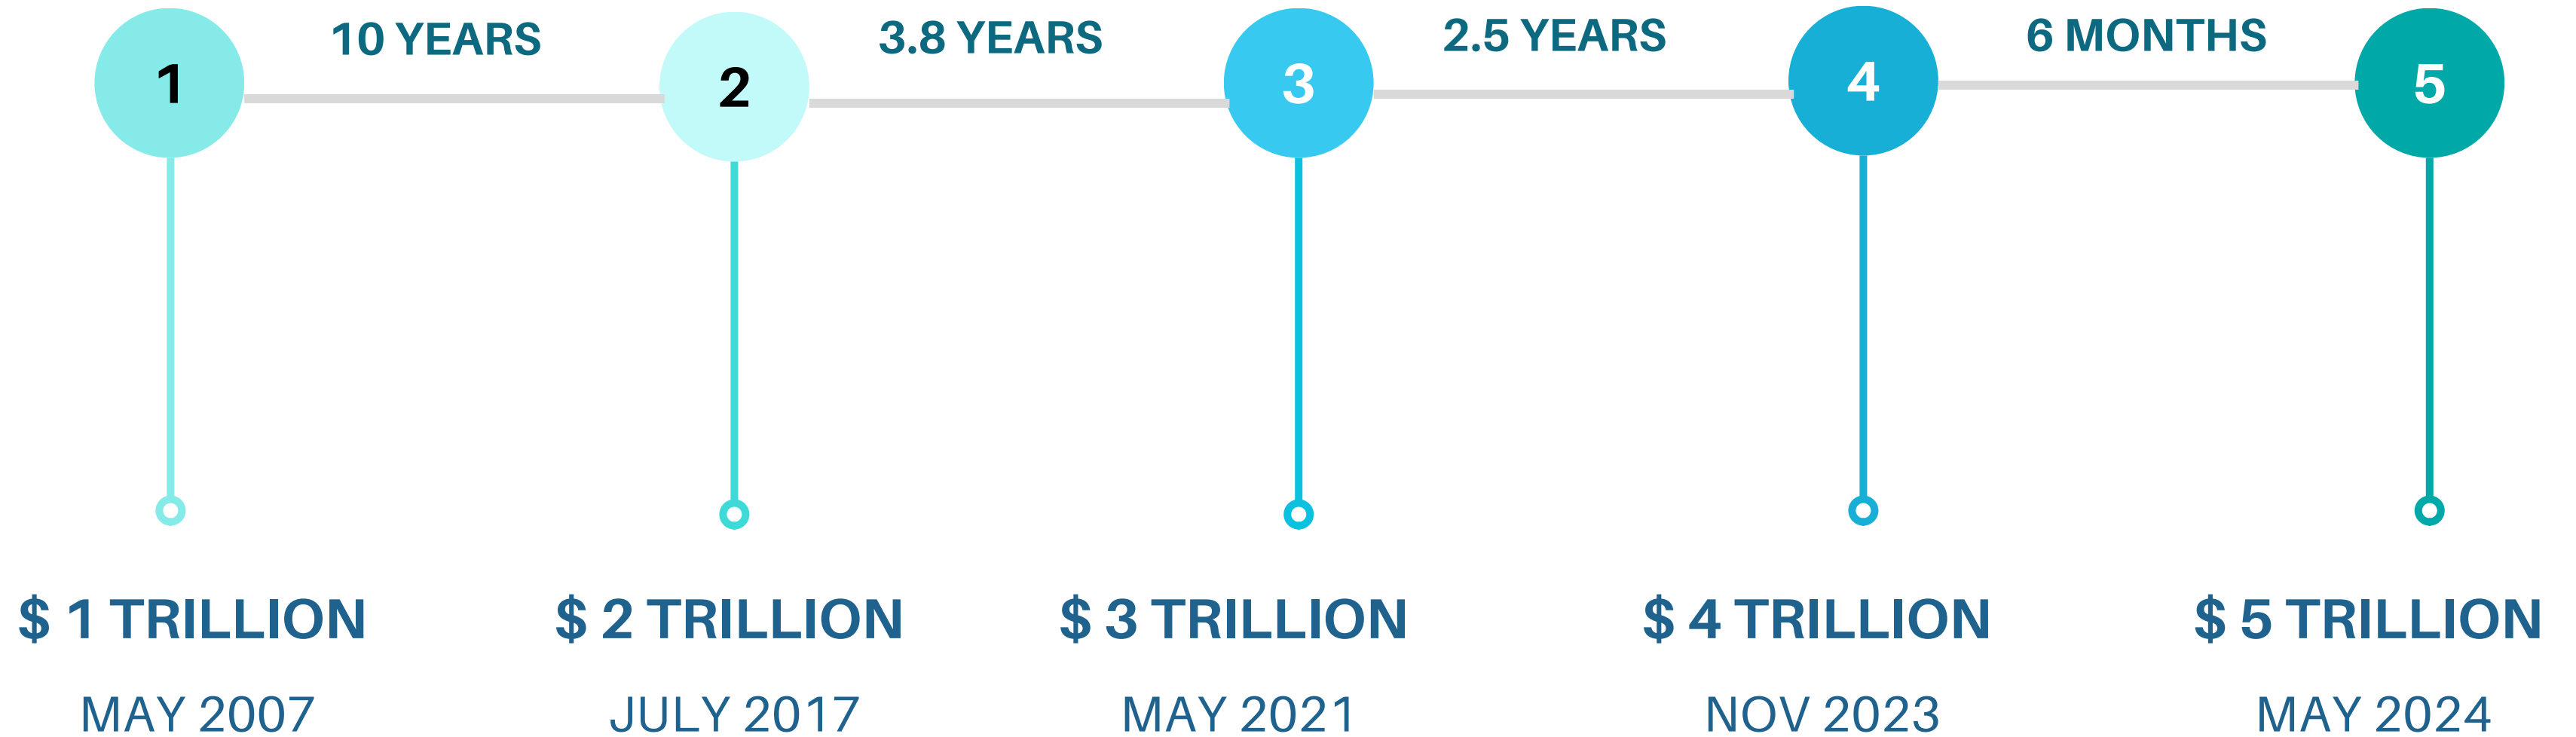 1
10 YEARS
2
3.8 YEARS
3
2.5 YEARS
4
6 MONTHS
5
$ 1 TRILLION
MAY 2007
$ 2 TRILLION
JULY 2017
$ 3 TRILLION
MAY 2021
$ 4 TRILLION
NOV 2023
$ 5 TRILLION
MAY 2024